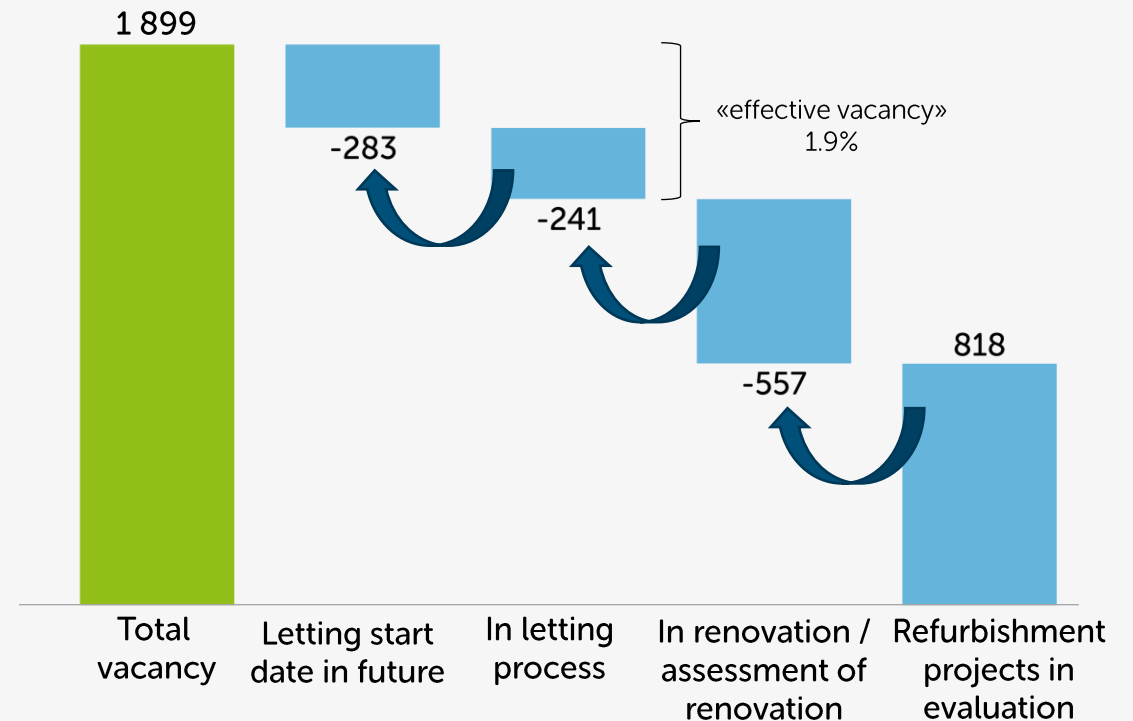 1 899
-283
-241
«effective vacancy»
1.9%
-557
818
Total
vacancy
Letting start
date in future
In letting
process
In renovation /
assessment of
renovation
Refurbishment
projects in
evaluation